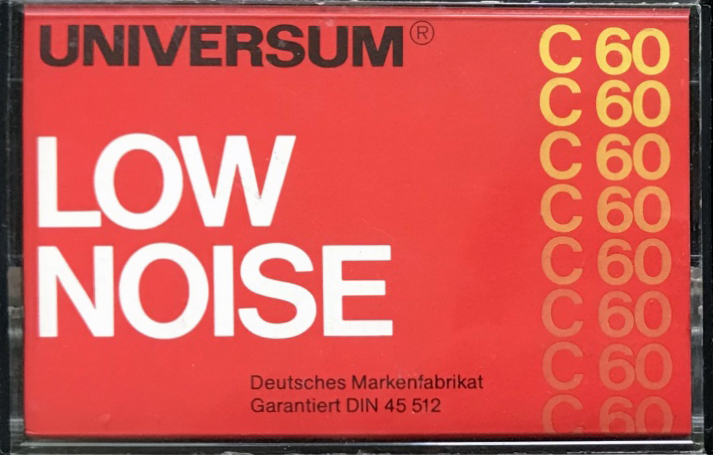 UNIVERSUM®
C 60
C 60
C 60
C 60
C 60
C 60
C 60
C 60
LOW
NOISE
Deutsches Markenfabrikat
Garantiert DIN 45 512